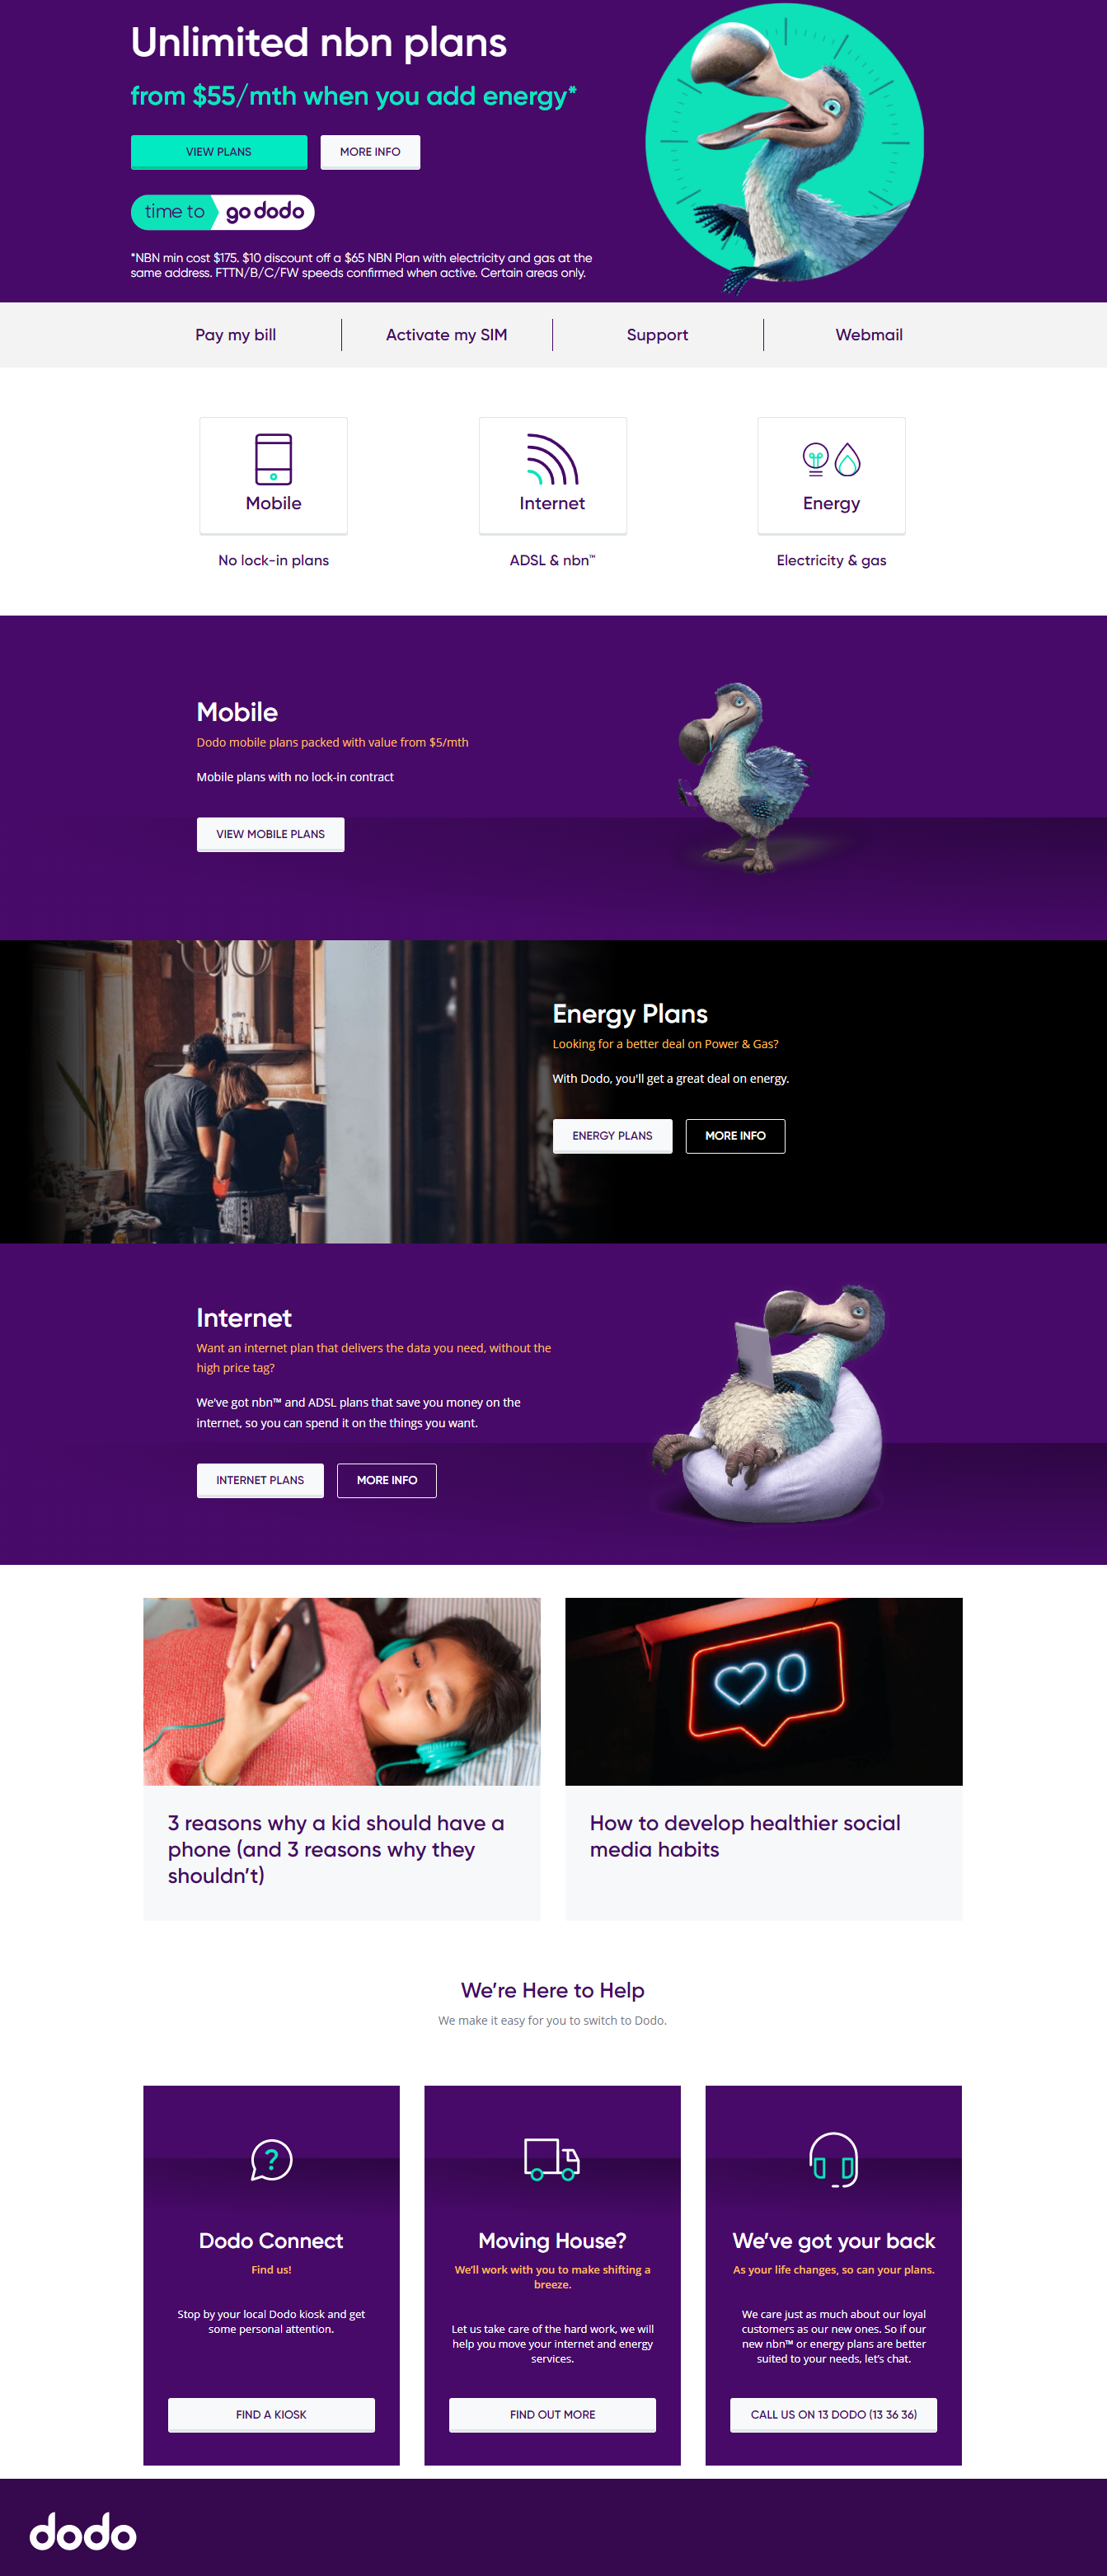 Unlimited nbn plans
from $55/mth when you add energy*
VIEW PLANS
MORE INFO
time to go dodo
*NBN min cost $175. $10 discount off a $65 NBN Plan with electricity and gas at the
same address. FTTN/B/C/FW speeds confirmed when active. Certain areas only.
Pay my bill
Activate my SIM
Support
Webmail
Mobile
No lock-in plans
Internet
ADSL & nbn™
Energy
Electricity & gas
Mobile
Dodo mobile plans packed with value from $5/mth
Mobile plans with no lock-in contract
VIEW MOBILE PLANS
Energy Plans
Looking for a better deal on Power & Gas?
With Dodo, you'll get a great deal on energy.
ENERGY PLANS
MORE INFO
Internet
Want an internet plan that delivers the data you need, without the
high price tag?
We've got nbn™ and ADSL plans that save you money on the
internet, so you can spend it on the things you want.
INTERNET PLANS
MORE INFO
3 reasons why a kid should have a
phone (and 3 reasons why they
shouldn’t)
How to develop healthier social
media habits
We’re Here to Help
We make it easy for you to switch to Dodo.
Dodo Connect
Find us!
Stop by your local Dodo kiosk and get
some personal attention.
FIND A KIOSK
Moving House?
We’ll work with you to make shifting a
breeze.
Let us take care of the hard work, we will
help you move your internet and energy
services.
FIND OUT MORE
We’ve got your back
As your life changes, so can your plans.
We care just as much about our loyal
customers as our new ones. So if our
new nbn™ or energy plans are better
suited to your needs, let’s chat.
CALL US ON 13 DODO (13 36 36)
dodo